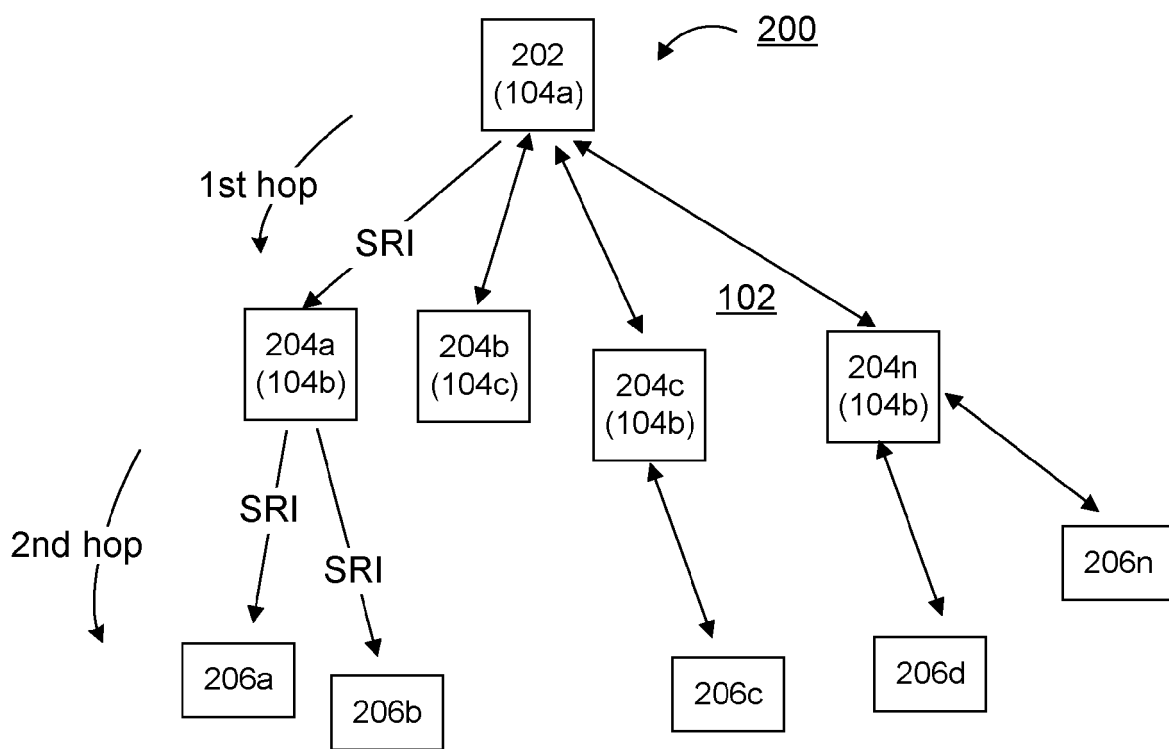 200
202
(104a)
1st hop
SRI
102
204a
(104b)
204b
(104c)
204c
(104b)
204n
(104b)
SRI
SRI
2nd hop
206n
206a
206b
206c
206d